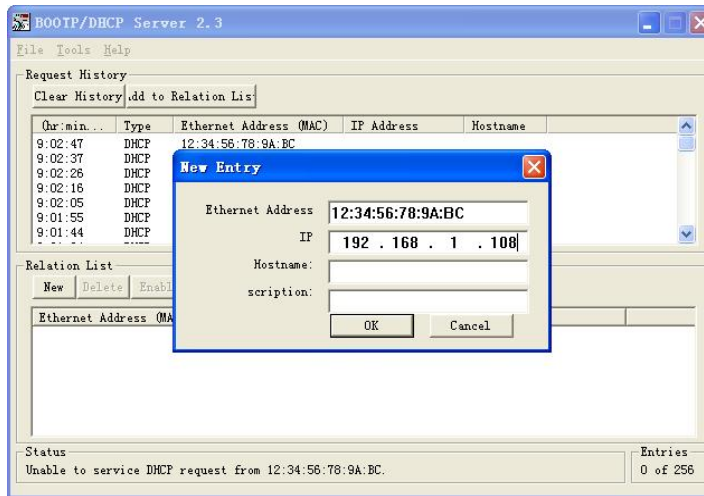 BOOTP/DHCP Server 2.3
File Tools Help
Request History
Clear History dd to Relation Lis
(hr:min... Type Ethernet Address (MAC) IP Address Hostname
9:02:47 DHCP 12:34:56:78:9A:BC
9:02:37 DHCP
9:02:26 DHCP
9:02:16 DHCP
9:02:05 DHCP
9:01:55 DHCP
9:01:44 DHCP
New Entry
Ethernet Address 12:34:56:78:9A:BC
IP 192 . 168 . 1 . 108
Hostname:
scription:
OK Cancel
Relation List
New Delete Enabl
Ethernet Address (MA
Status
Unable to service DHCP request from 12:34:56:78:9A:BC.
Entries
0 of 256